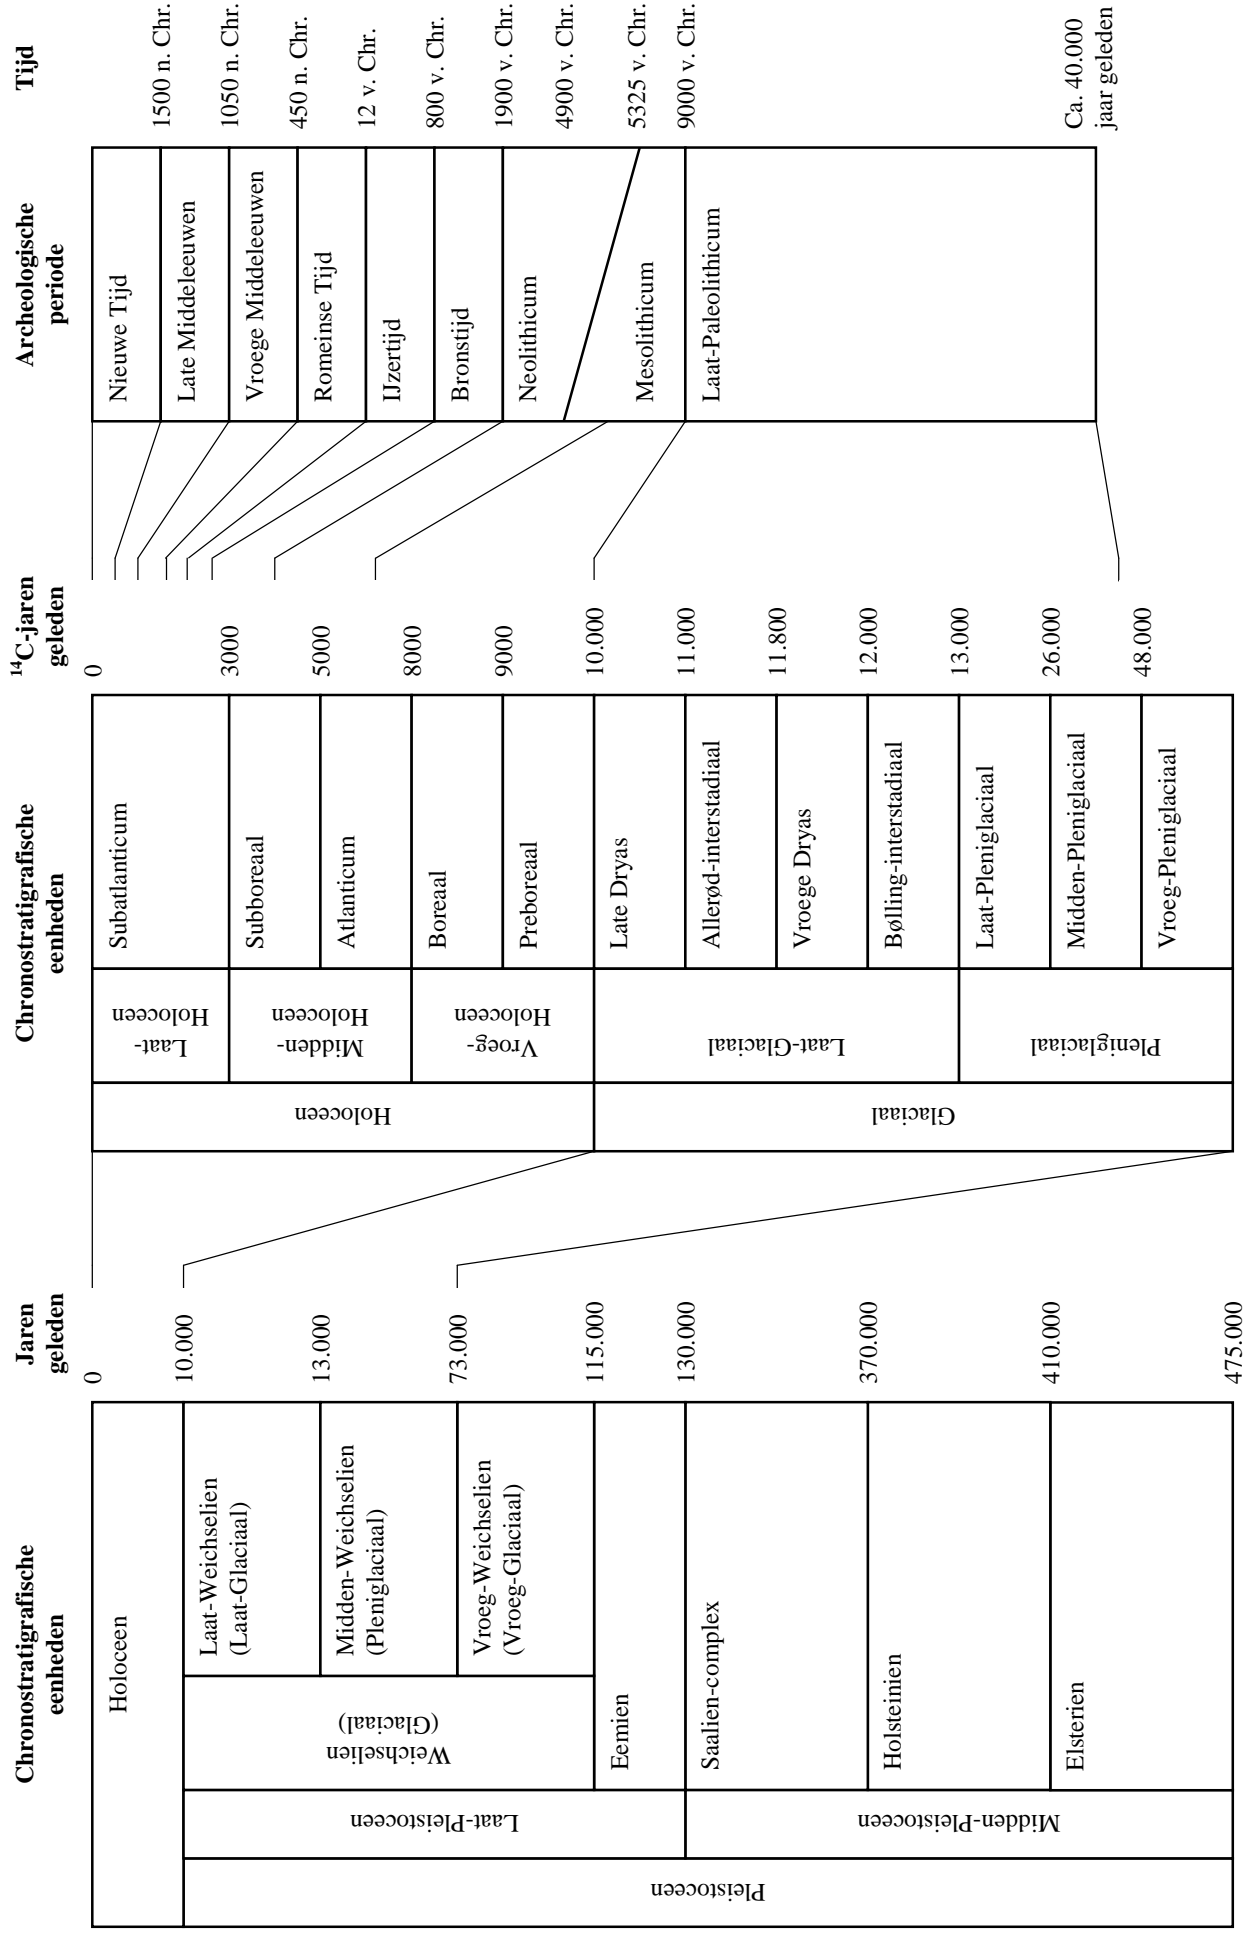 Chronostratigrafische
eenheden
Jaren
geleden
Chronostratigrafische
eenheden
14C-jaren
geleden
Archeologische
periode
Tijd
Holoceen
Pleistoceen
Laat-Pleistoceen
Midden-Pleistoceen
Weichselien
(Glaciaal)
Laat-Weichselien
(Laat-Glaciaal)
Midden-Weichselien
(Pleniglaciaal)
Vroeg-Weichselien
(Vroeg-Glaciaal)
Eemien
Saalien-complex
Holsteinien
Elsterien
0
10.000
13.000
73.000
115.000
130.000
370.000
410.000
475.000
Holoceen
Glaciaal
Laat-
Holoceen
Midden-
Holoceen
Vroeg-
Holoceen
Laat-Glaciaal
Pleniglaciaal
Subatlanticum
Subboreaal
Atlanticum
Boreaal
Preboreaal
Late Dryas
Allerød-interstadiaal
Vroege Dryas
Bølling-interstadiaal
Laat-Pleniglaciaal
Midden-Pleniglaciaal
Vroeg-Pleniglaciaal
0
3000
5000
8000
9000
10.000
11.000
11.800
12.000
13.000
26.000
48.000
Nieuwe Tijd
Late Middeleeuwen
Vroege Middeleeuwen
Romeinse Tijd
IJzertijd
Bronstijd
Neolithicum
Mesolithicum
Laat-Paleolithicum
1500 n. Chr.
1050 n. Chr.
450 n. Chr.
12 v. Chr.
800 v. Chr.
1900 v. Chr.
4900 v. Chr.
5325 v. Chr.
9000 v. Chr.
Ca. 40.000
jaar geleden